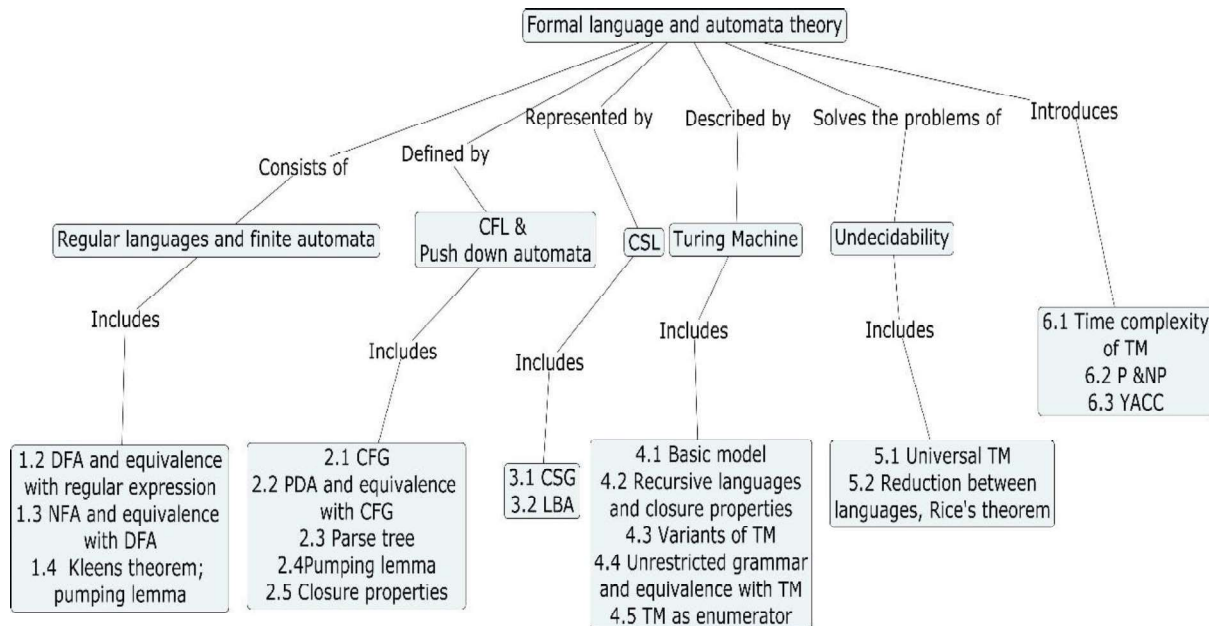 Formal language and automata theory
Consists of
Defined by
Represented by
Described by
Solves the problems of
Introduces
Regular languages and finite automata
CFL &
Push down automata
CSL
Turing Machine
Undecidability
Includes
Includes
Includes
Includes
Includes
1.2 DFA and equivalence
with regular expression
1.3 NFA and equivalence
with DFA
1.4 Kleens theorem;
pumping lemma
2.1 CFG
2.2 PDA and equivalence
with CFG
2.3 Parse tree
2.4Pumping lemma
2.5 Closure properties
3.1 CSG
3.2 LBA
4.1 Basic model
4.2 Recursive languages
and closure properties
4.3 Variants of TM
4.4 Unrestricted grammar
and equivalence with TM
4.5 TM as enumerator
5.1 Universal TM
5.2 Reduction between
languages, Rice's theorem
6.1 Time complexity
of TM
6.2 P &NP
6.3 YACC